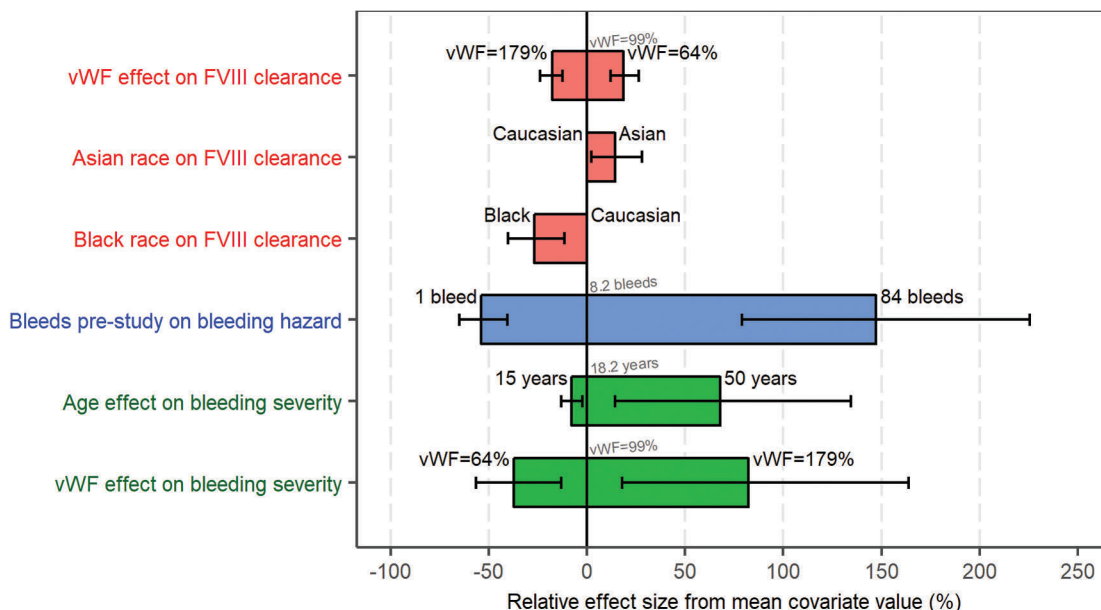 vWF effect on FVIII clearance
vWF=179%
vWF=99%
vWF=64%
Asian race on FVIII clearance
Caucasian
Asian
Black race on FVIII clearance
Black
Caucasian
Bleeds pre-study on bleeding hazard
1 bleed
8.2 bleeds
84 bleeds
Age effect on bleeding severity
15 years
18.2 years
50 years
vWF effect on bleeding severity
vWF=64%
vWF=99%
vWF=179%
-100 -50 0 50 100 150 200 250
Relative effect size from mean covariate value (%)